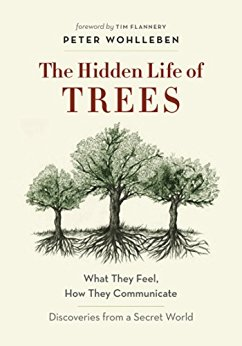 foreword by TIM FLANNERY
PETER WOHLLEBEN
The Hidden Life of
TREES
What They Feel,
How They Communicate
Discoveries from a Secret World